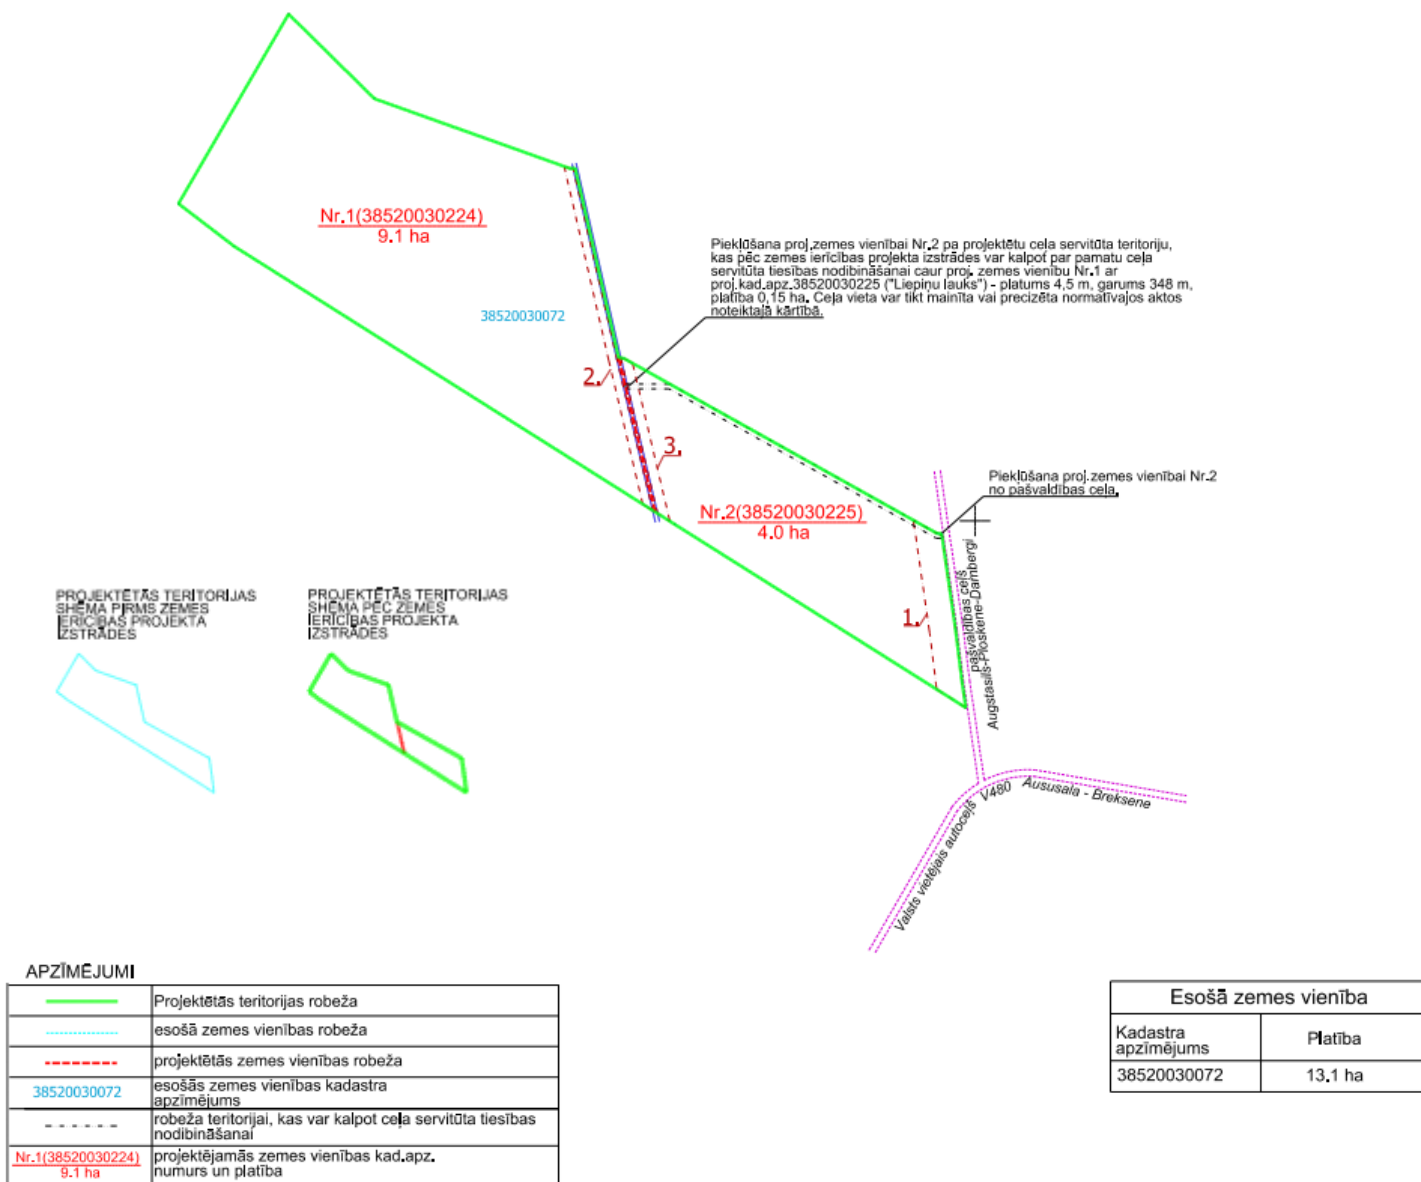 Nr.1(38520030224)
9.1 ha
38520030072
Piekļūšana proj.zemes vienībai Nr.2 pa projektētu ceļa servitūta teritoriju,
kas pēc zemes ierīcības projekta izstrādes var kalpot par pamatu ceļa
servitūta tiesības nodibināšanai caur proj. zemes vienību Nr.1 ar
proj.kad.apz.38520030225 ("Liepiņu lauks") - platums 4,5 m, garums 348 m,
platība 0,15 ha. Ceļa vieta var tikt mainīta vai precizēta normatīvajos aktos
noteiktajā kārtībā.
2.
3.
Piekļūšana proj.zemes vienībai Nr.2
no pašvaldības ceļa.
Nr.2(38520030225)
4.0 ha
1.
pašvaldības ceļš
Augstasils-Ploskene-Dambergi
PROJEKTĒTĀS TERITORIJAS
SHĒMA PIRMS ZEMES
IERĪCĪBAS PROJEKTA
IZSTRĀDES
PROJEKTĒTĀS TERITORIJAS
SHĒMA PĒC ZEMES
IERĪCĪBAS PROJEKTA
IZSTRĀDES
Valsts vietējais autoceļš V480 Aususala - Breksene
APZĪMĒJUMI
Projektētās teritorijas robeža
esošā zemes vienības robeža
projektētās zemes vienības robeža
38520030072
esošās zemes vienības kadastra
apzīmējums
robeža teritorijai, kas var kalpot ceļa servitūta tiesības
nodibināšanai
Nr.1(38520030224)
9.1 ha
projektējamās zemes vienības kad.apz.
numurs un platība
Esošā zemes vienība
Kadastra
apzīmējums
Platība
38520030072
13.1 ha